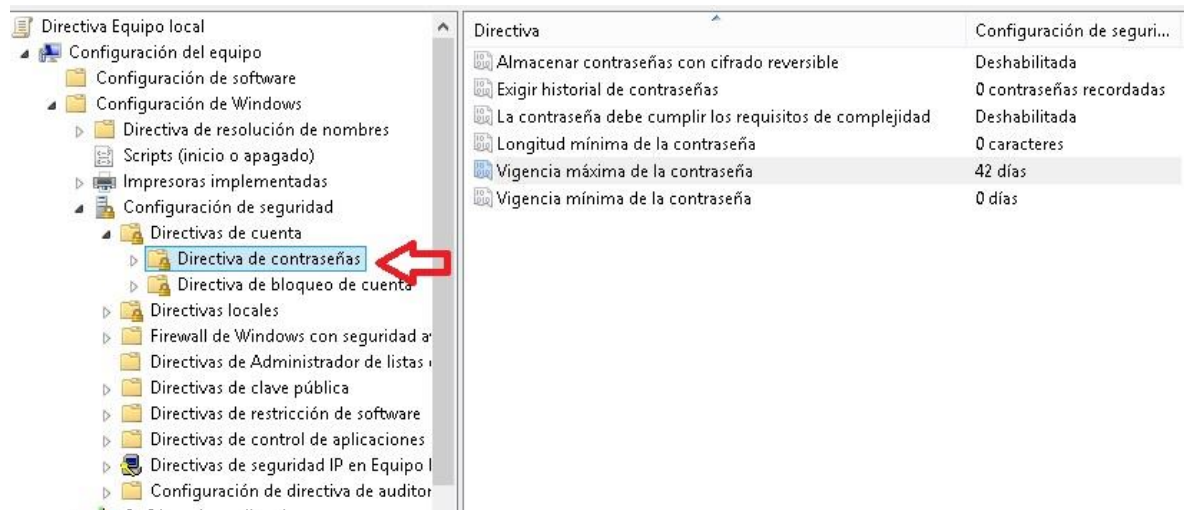 Directiva Equipo local
Configuración del equipo
Configuración de software
Configuración de Windows
Directiva de resolución de nombres
Scripts (inicio o apagado)
Impresoras implementadas
Configuración de seguridad
Directivas de cuenta
Directiva de contraseñas
Directiva de bloqueo de cuenta
Directivas locales
Firewall de Windows con seguridad a
Directivas de Administrador de listas
Directivas de clave pública
Directivas de restricción de software
Directivas de control de aplicaciones
Directivas de seguridad IP en Equipo l
Configuración de directiva de auditor
Directiva Configuración de seguri...
Almacenar contraseñas con cifrado reversible Deshabilitada
Exigir historial de contraseñas 0 contraseñas recordadas
La contraseña debe cumplir los requisitos de complejidad Deshabilitada
Longitud mínima de la contraseña 0 caracteres
Vigencia máxima de la contraseña 42 días
Vigencia mínima de la contraseña 0 días